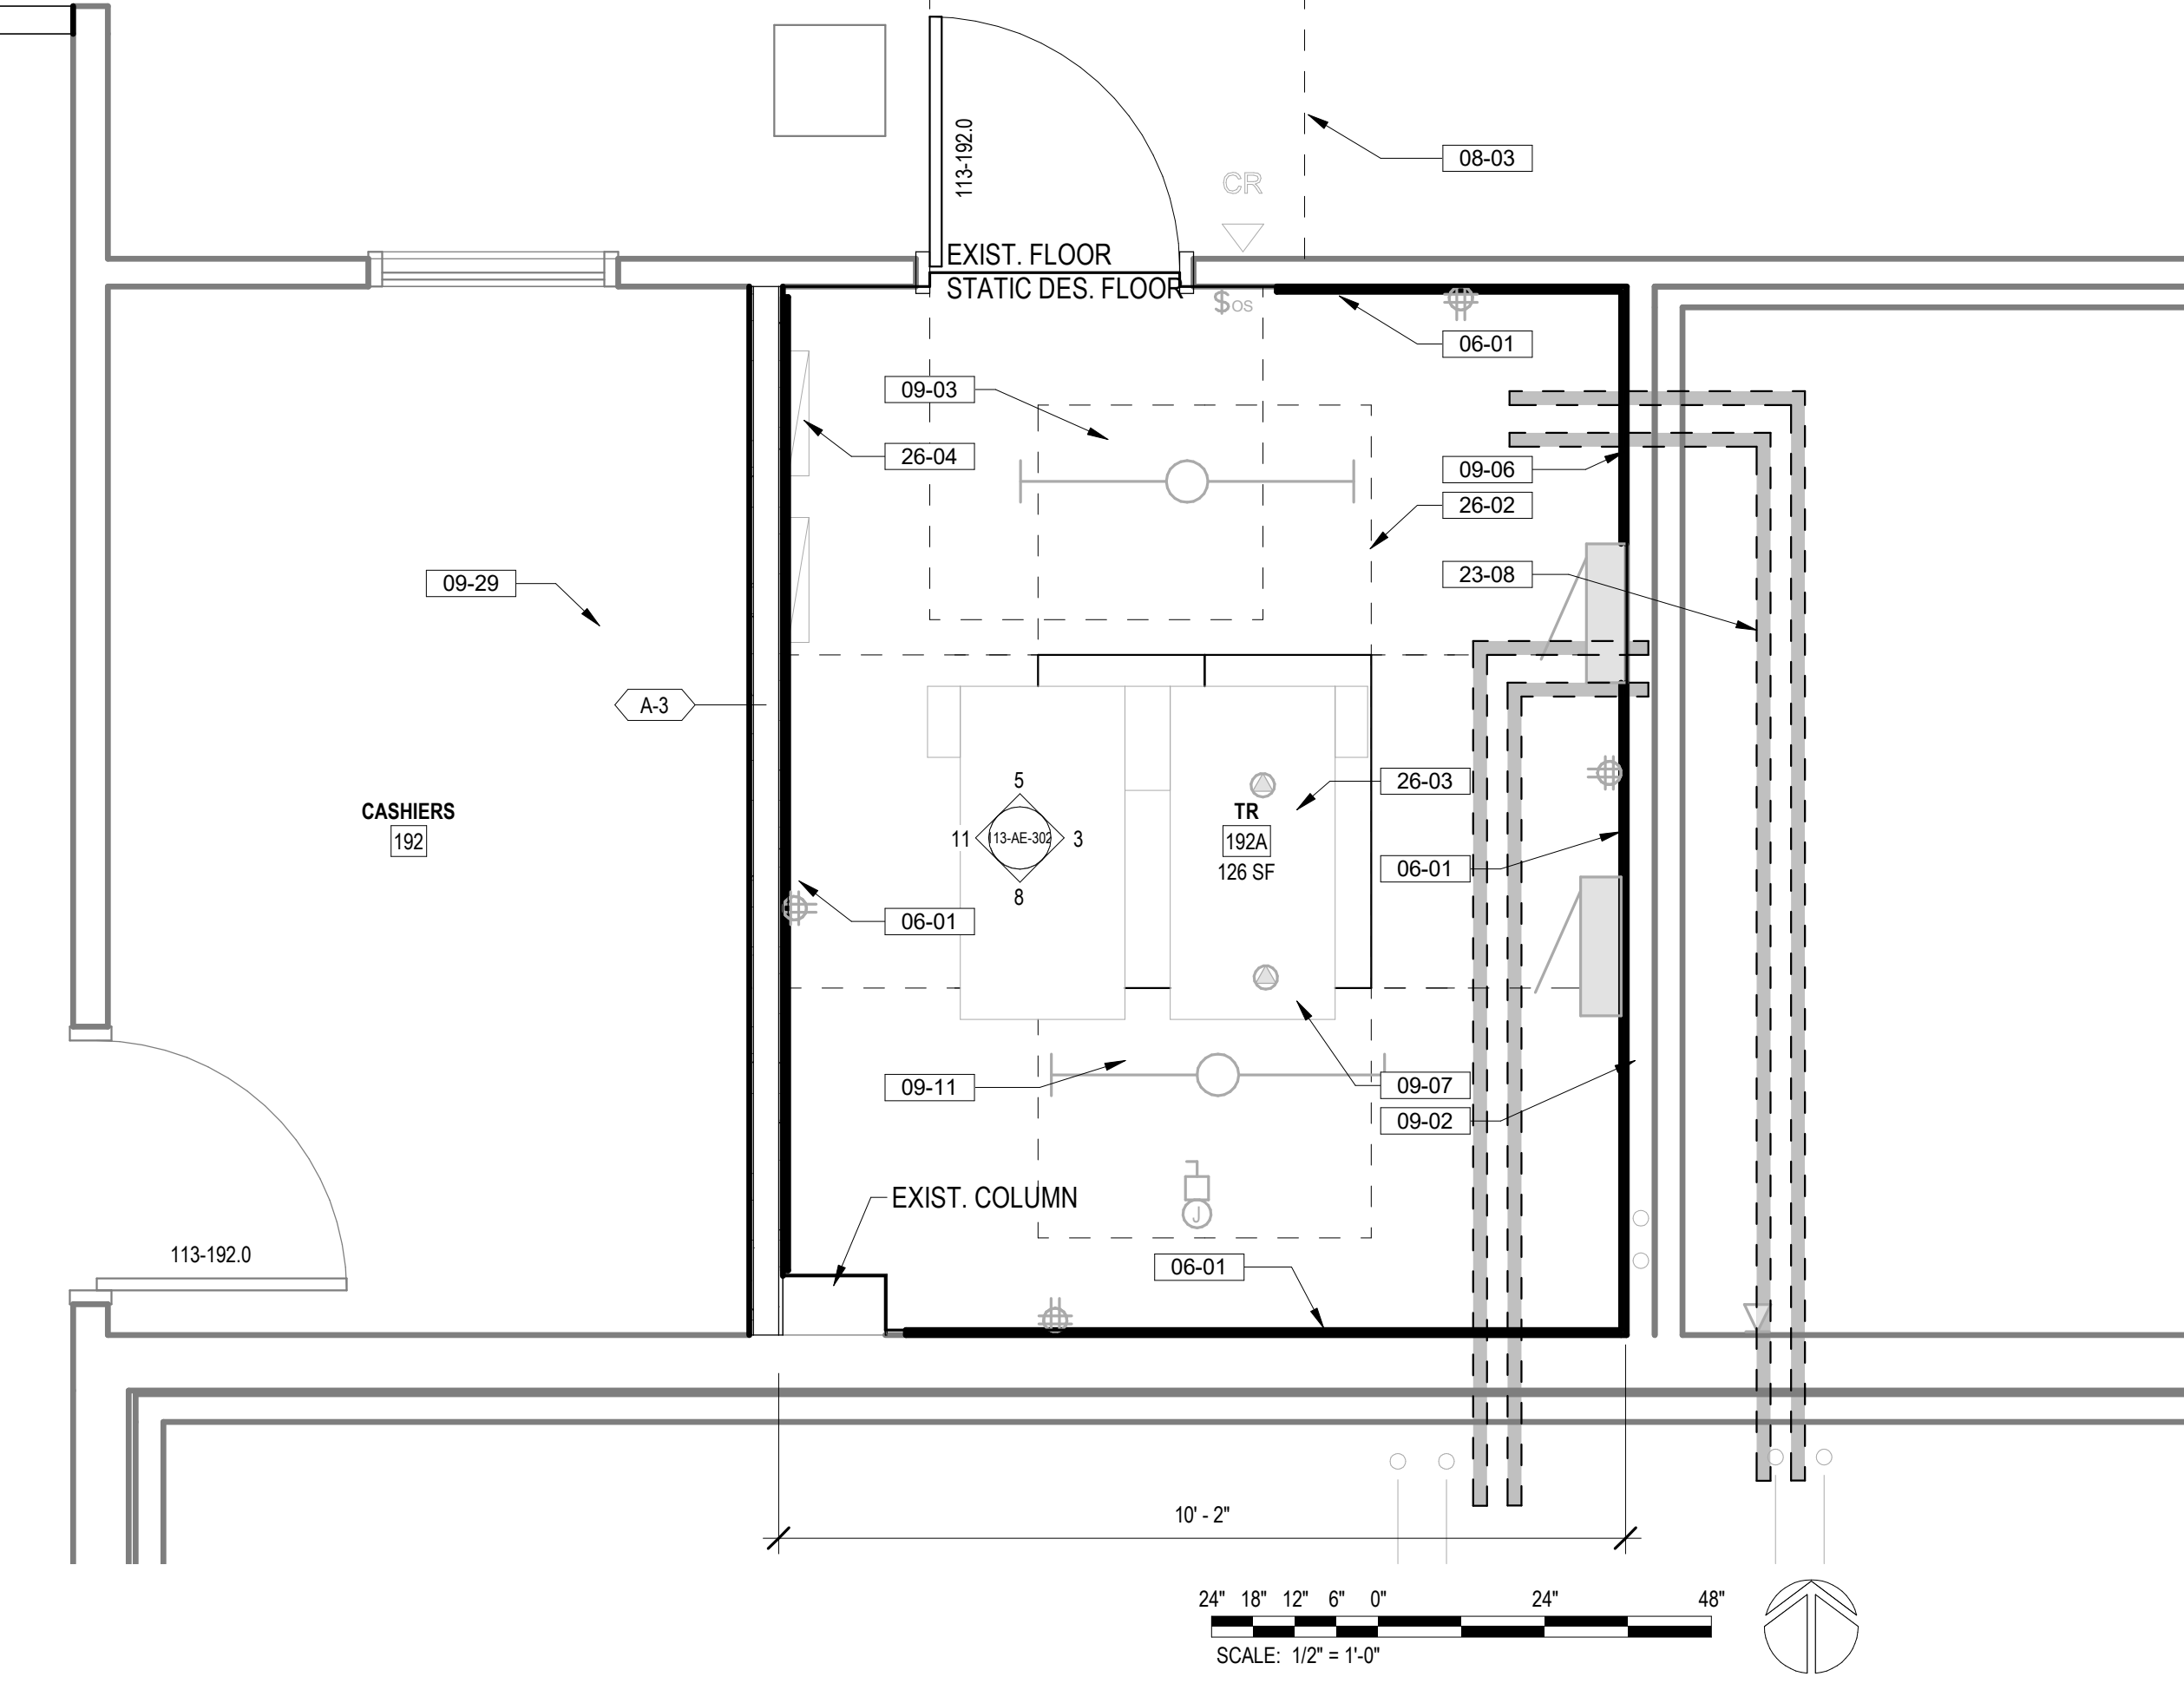 113-192.0
08-03
CR
EXIST. FLOOR
STATIC DES. FLOOR
$OS
06-01
09-03
26-04
09-06
26-02
23-08
09-29
A-3
26-03
5
11
113-AE-302
3
8
CASHIERS
192
TR
192A
126 SF
06-01
06-01
09-11
09-07
09-02
J
EXIST. COLUMN
113-192.0
06-01
10' - 2"
24" 18" 12" 6" 0" 24" 48"
SCALE: 1/2" = 1'-0"